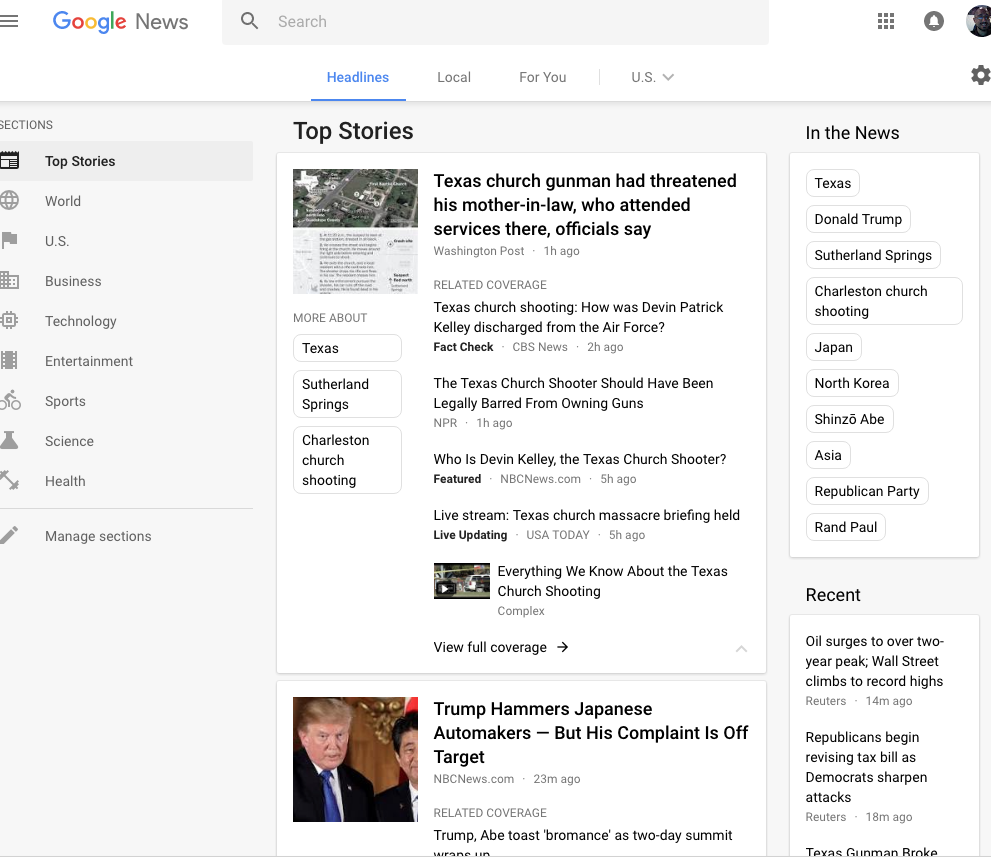 Google News
Search
Headlines
Local
For You
U.S.
SECTIONS
Top Stories
World
U.S.
Business
Technology
Entertainment
Sports
Science
Health
Manage sections
Top Stories
Texas church gunman had threatened
his mother-in-law, who attended
services there, officials say
Washington Post · 1h ago
RELATED COVERAGE
Texas church shooting: How was Devin Patrick
Kelley discharged from the Air Force?
Fact Check · CBS News · 2h ago
The Texas Church Shooter Should Have Been
Legally Barred From Owning Guns
NPR · 1h ago
Who Is Devin Kelley, the Texas Church Shooter?
Featured · NBCNews.com · 5h ago
Live stream: Texas church massacre briefing held
Live Updating · USA TODAY · 5h ago
Everything We Know About the Texas
Church Shooting
Complex
View full coverage
MORE ABOUT
Texas
Sutherland
Springs
Charleston
church
shooting
Trump Hammers Japanese
Automakers — But His Complaint Is Off
Target
NBCNews.com · 23m ago
RELATED COVERAGE
Trump, Abe toast 'bromance' as two-day summit
wraps up
In the News
Texas
Donald Trump
Sutherland Springs
Charleston church
shooting
Japan
North Korea
Shinzō Abe
Asia
Republican Party
Rand Paul
Recent
Oil surges to over two-
year peak; Wall Street
climbs to record highs
Reuters · 14m ago
Republicans begin
revising tax bill as
Democrats sharpen
attacks
Reuters · 18m ago
Texas Gunman Broke